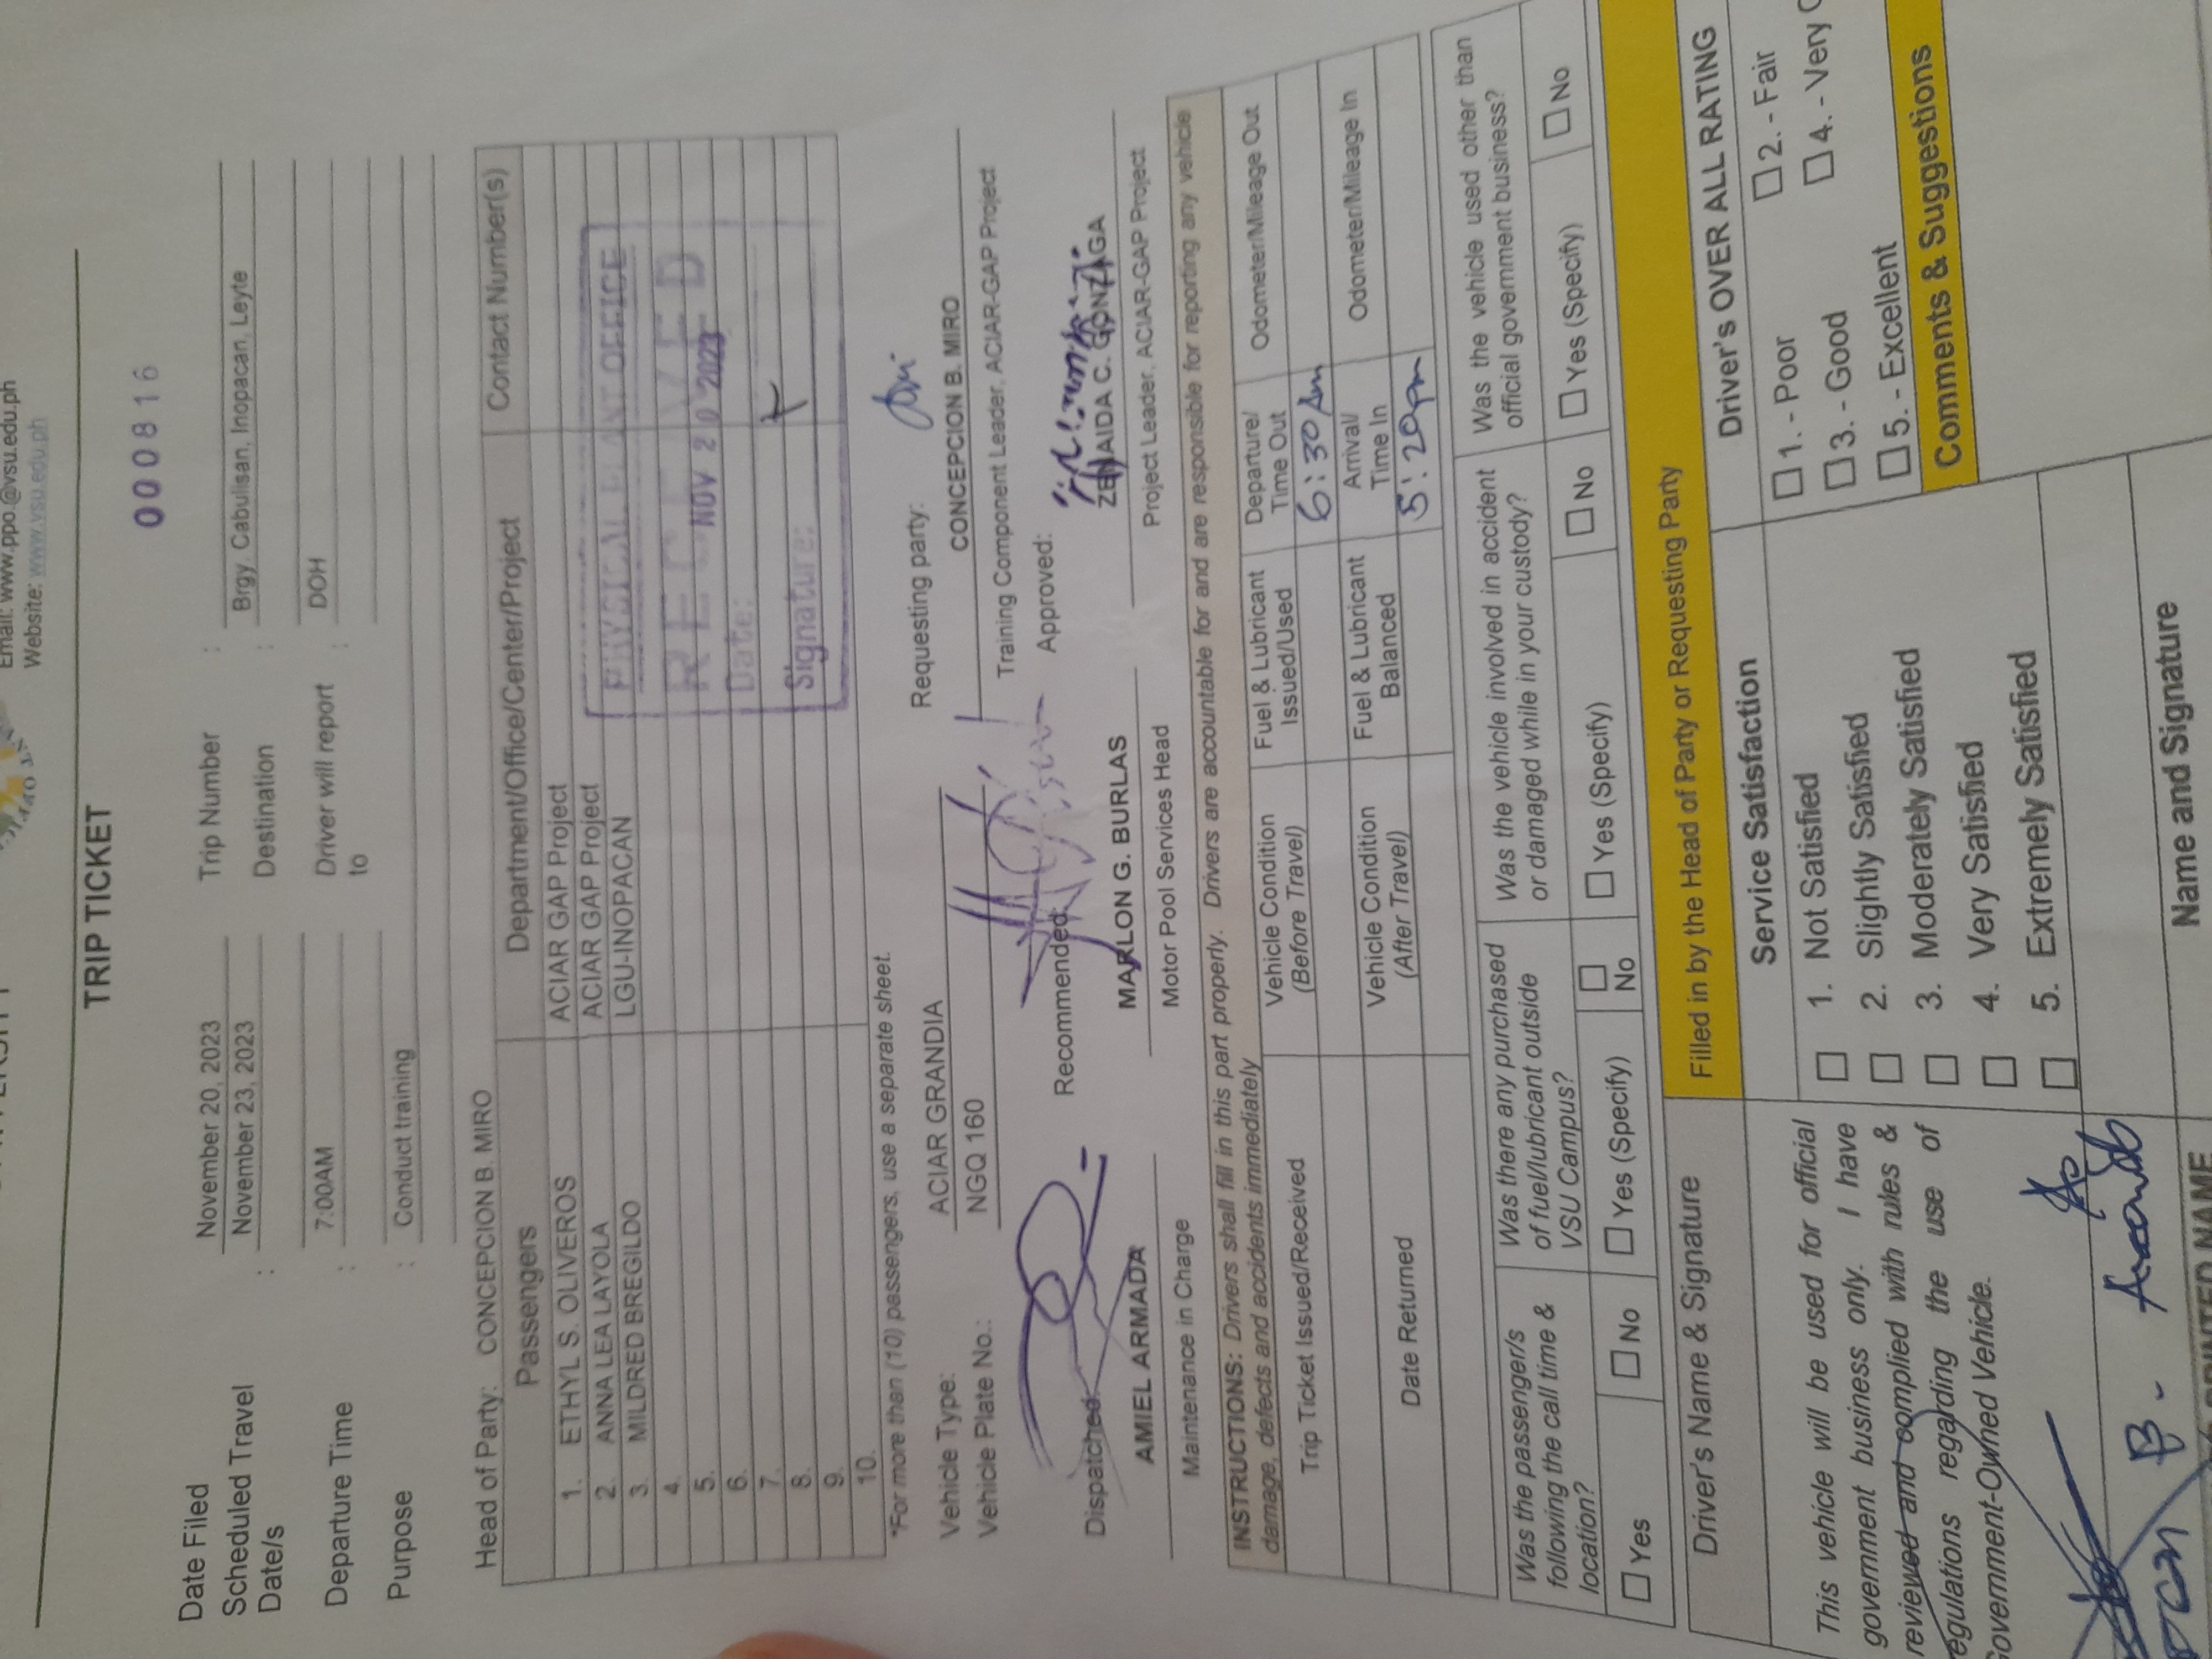 Email: www.ppo.@vsu.edu.ph
Website: www.vsu.edu.ph
TRIP TICKET
0000816
Date Filed November 20, 2023 Trip Number :
Scheduled Travel Date/s : November 23, 2023 Destination : Brgy. Cabulisan, Inopacan, Leyte
Departure Time : 7:00AM Driver will report to : DOH
Purpose : Conduct training
Head of Party: CONCEPCION B. MIRO
Passengers Department/Office/Center/Project Contact Number(s)
1. ETHYL S. OLIVEROS ACIAR GAP Project
2. ANNA LEA LAYOLA ACIAR GAP Project
3. MILDRED BREGILDO LGU-INOPACAN
4.
5.
6.
7.
8.
9.
10.
PHYSICAL PLANT OFFICE
RECEIVED
Date: NOV 20 2023
Signature:
*For more than (10) passengers, use a separate sheet.
Vehicle Type: ACIAR GRANDIA
Vehicle Plate No.: NGQ 160
Requesting party:
CONCEPCION B. MIRO
Training Component Leader, ACIAR-GAP Project
Dispatched: Recommended: Approved:
AMIEL ARMADA MARLON G. BURLAS ZENAIDA C. GONZAGA
Maintenance in Charge Motor Pool Services Head Project Leader, ACIAR-GAP Project
INSTRUCTIONS: Drivers shall fill in this part properly. Drivers are accountable for and are responsible for reporting any vehicle
damage, defects and accidents immediately
Trip Ticket Issued/Received Vehicle Condition (Before Travel) Fuel & Lubricant Issued/Used Departure/ Time Out Odometer/Mileage Out
6:30 Am
Date Returned Vehicle Condition (After Travel) Fuel & Lubricant Balanced Arrival/ Time In Odometer/Mileage In
5:20pm
Was the passenger/s following the call time & location? Was there any purchased of fuel/lubricant outside VSU Campus? Was the vehicle involved in accident or damaged while in your custody? Was the vehicle used other than official government business?
Yes No Yes (Specify) No Yes (Specify) No Yes (Specify) No
Driver's Name & Signature Filled in by the Head of Party or Requesting Party
Service Satisfaction Driver's OVER ALL RATING
This vehicle will be used for official
government business only. I have
reviewed and complied with rules &
regulations regarding the use of
Government-Owned Vehicle.
1. Not Satisfied
2. Slightly Satisfied
3. Moderately Satisfied
4. Very Satisfied
5. Extremely Satisfied
1. - Poor 2. - Fair
3. - Good 4. - Very
5. - Excellent
Comments & Suggestions
Name and Signature